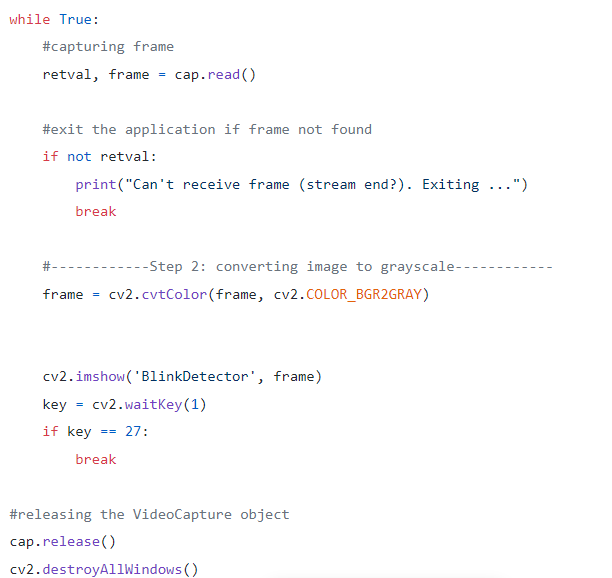 while True:
    #capturing frame
    retval, frame = cap.read()
    #exit the application if frame not found
    if not retval:
        print("Can't receive frame (stream end?). Exiting ...")
        break
    #------------Step 2: converting image to grayscale------------
    frame = cv2.cvtColor(frame, cv2.COLOR_BGR2GRAY)
    cv2.imshow('BlinkDetector', frame)
    key = cv2.waitKey(1)
    if key == 27:
        break
#releasing the VideoCapture object
cap.release()
cv2.destroyAllWindows()